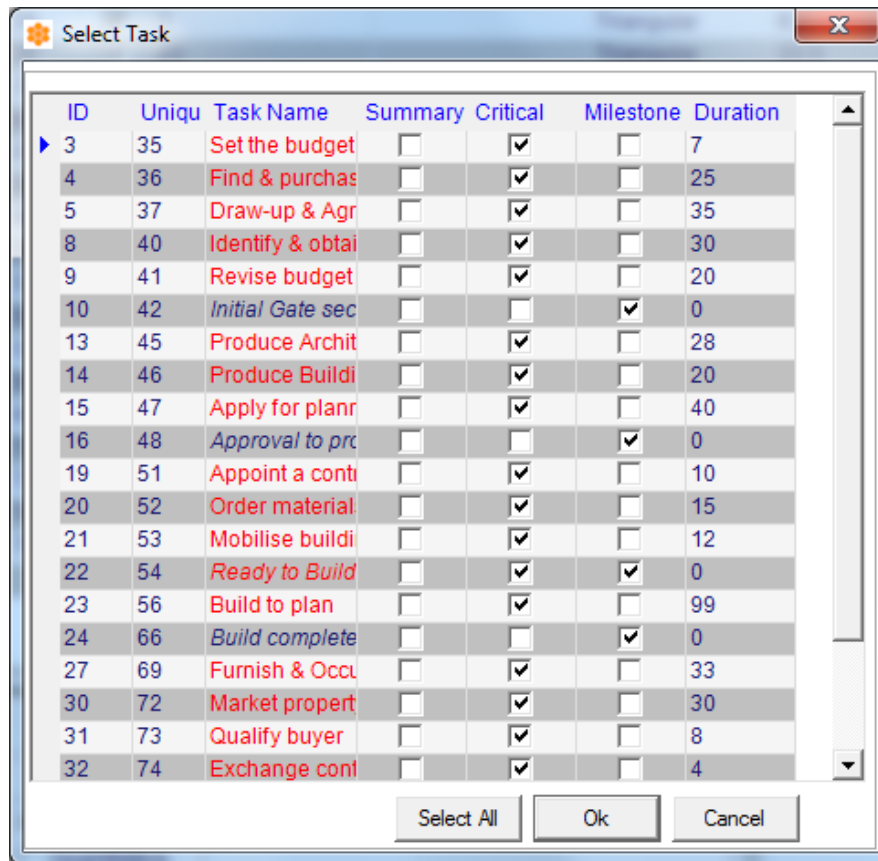 Select Task
ID Uniqu Task Name Summary Critical Milestone Duration
3 35 Set the budget 7
4 36 Find & purchas 25
5 37 Draw-up & Agr 35
8 40 Identify & obtai 30
9 41 Revise budget 20
10 42 Initial Gate sec 0
13 45 Produce Archit 28
14 46 Produce Buildi 20
15 47 Apply for planr 40
16 48 Approval to pro 0
19 51 Appoint a conti 10
20 52 Order material 15
21 53 Mobilise buildi 12
22 54 Ready to Build 0
23 56 Build to plan 99
24 66 Build complete 0
27 69 Furnish & Occu 33
30 72 Market propert 30
31 73 Qualify buyer 8
32 74 Exchange cont 4
Select All Ok Cancel